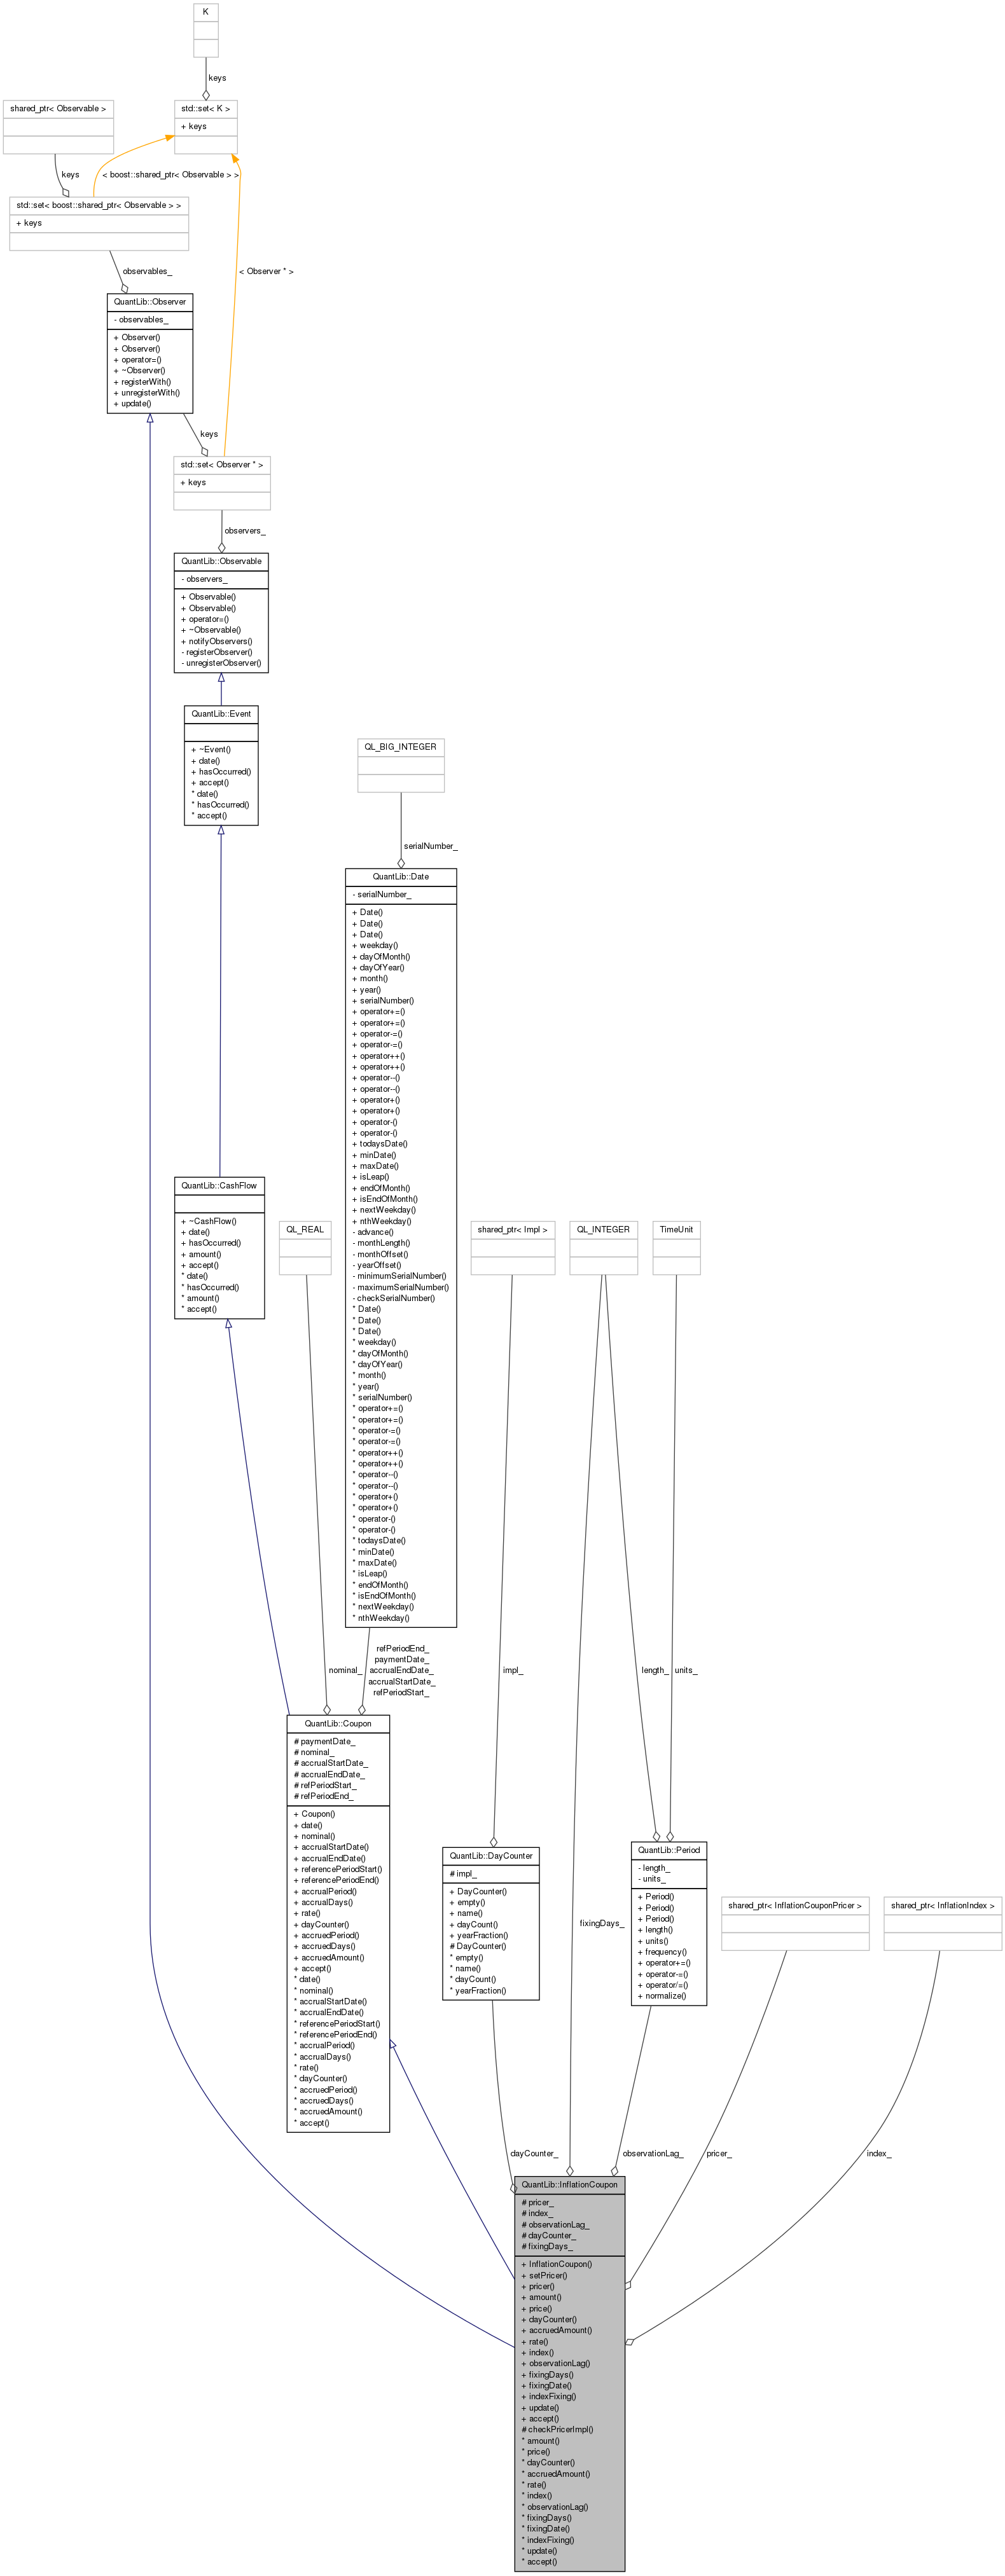 K
keys
shared_ptr< Observable >
std::set< K >
+ keys
keys
< boost::shared_ptr< Observable > >
std::set< boost::shared_ptr< Observable > >
+ keys
observables_
< Observer * >
QuantLib::Observer
- observables_
+ Observer()
+ Observer()
+ operator=()
+ ~Observer()
+ registerWith()
+ unregisterWith()
+ update()
keys
std::set< Observer * >
+ keys
observers_
QuantLib::Observable
- observers_
+ Observable()
+ Observable()
+ operator=()
+ ~Observable()
+ notifyObservers()
- registerObserver()
- unregisterObserver()
QuantLib::Event
+ ~Event()
+ date()
+ hasOccurred()
+ accept()
* date()
* hasOccurred()
* accept()
QL_BIG_INTEGER
serialNumber_
QuantLib::Date
- serialNumber_
+ Date()
+ Date()
+ Date()
+ weekday()
+ dayOfMonth()
+ dayOfYear()
+ month()
+ year()
+ serialNumber()
+ operator+=()
+ operator+=()
+ operator-=()
+ operator-=()
+ operator++()
+ operator++()
+ operator--()
+ operator--()
+ operator+()
+ operator+()
+ operator-()
+ operator-()
+ todaysDate()
+ minDate()
+ maxDate()
+ isLeap()
+ endOfMonth()
+ isEndOfMonth()
+ nextWeekday()
+ nthWeekday()
- advance()
- monthLength()
- monthOffset()
- yearOffset()
- minimumSerialNumber()
- maximumSerialNumber()
- checkSerialNumber()
* Date()
* Date()
* Date()
* weekday()
* dayOfMonth()
* dayOfYear()
* month()
* year()
* serialNumber()
* operator+=()
* operator+=()
* operator-=()
* operator-=()
* operator++()
* operator++()
* operator--()
* operator--()
* operator+()
* operator+()
* operator-()
* operator-()
* todaysDate()
* minDate()
* maxDate()
* isLeap()
* endOfMonth()
* isEndOfMonth()
* nextWeekday()
* nthWeekday()
QuantLib::CashFlow
+ ~CashFlow()
+ date()
+ hasOccurred()
+ amount()
+ accept()
* date()
* hasOccurred()
* amount()
* accept()
QL_REAL
shared_ptr< Impl >
QL_INTEGER
TimeUnit
nominal_
refPeriodEnd_
paymentDate_
accrualEndDate_
accrualStartDate_
refPeriodStart_
impl_
length_
units_
QuantLib::Coupon
# paymentDate_
# nominal_
# accrualStartDate_
# accrualEndDate_
# refPeriodStart_
# refPeriodEnd_
+ Coupon()
+ date()
+ nominal()
+ accrualStartDate()
+ accrualEndDate()
+ referencePeriodStart()
+ referencePeriodEnd()
+ accrualPeriod()
+ accrualDays()
+ rate()
+ dayCounter()
+ accruedPeriod()
+ accruedDays()
+ accruedAmount()
+ accept()
* date()
* nominal()
* accrualStartDate()
* accrualEndDate()
* referencePeriodStart()
* referencePeriodEnd()
* accrualPeriod()
* accrualDays()
* rate()
* dayCounter()
* accruedPeriod()
* accruedDays()
* accruedAmount()
* accept()
QuantLib::DayCounter
# impl_
+ DayCounter()
+ empty()
+ name()
+ dayCount()
+ yearFraction()
# DayCounter()
* empty()
* name()
* dayCount()
* yearFraction()
fixingDays_
QuantLib::Period
- length_
- units_
+ Period()
+ Period()
+ Period()
+ length()
+ units()
+ frequency()
+ operator+=()
+ operator-=()
+ operator/=()
+ normalize()
shared_ptr< InflationCouponPricer >
shared_ptr< InflationIndex >
dayCounter_
observationLag_
pricer_
index_
QuantLib::InflationCoupon
# pricer_
# index_
# observationLag_
# dayCounter_
# fixingDays_
+ InflationCoupon()
+ setPricer()
+ pricer()
+ amount()
+ price()
+ dayCounter()
+ accruedAmount()
+ rate()
+ index()
+ observationLag()
+ fixingDays()
+ fixingDate()
+ indexFixing()
+ update()
+ accept()
# checkPricerImpl()
* amount()
* price()
* dayCounter()
* accruedAmount()
* rate()
* index()
* observationLag()
* fixingDays()
* fixingDate()
* indexFixing()
* update()
* accept()